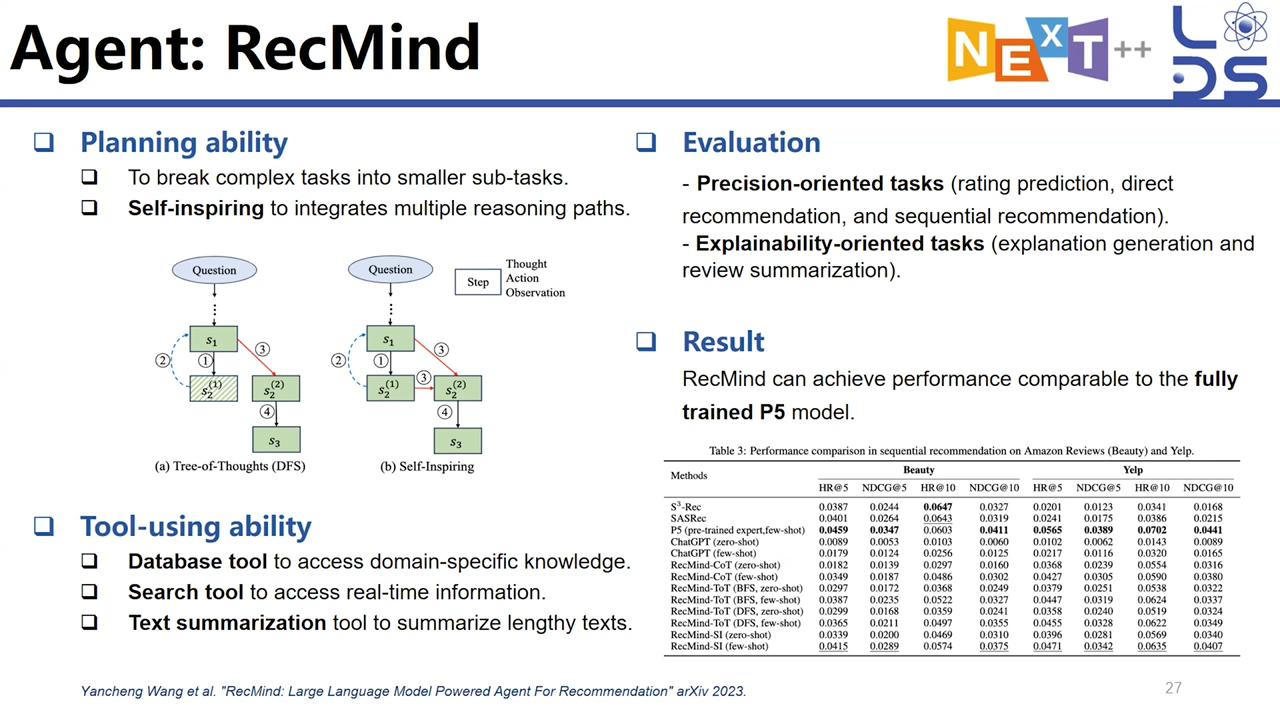 Agent: RecMind
NEXT++
LDS
Planning ability
To break complex tasks into smaller sub-tasks.
Self-inspiring to integrates multiple reasoning paths.
Question
Question
Step
Thought
Action
Observation
s1
s1
②
①
③
②
①
③
③
s2(1)
s2(2)
s2(1)
s2(2)
④
④
s3
s3
(a) Tree-of-Thoughts (DFS)
(b) Self-Inspiring
Tool-using ability
Database tool to access domain-specific knowledge.
Search tool to access real-time information.
Text summarization tool to summarize lengthy texts.
Evaluation
- Precision-oriented tasks (rating prediction, direct
recommendation, and sequential recommendation).
- Explainability-oriented tasks (explanation generation and
review summarization).
Result
RecMind can achieve performance comparable to the fully
trained P5 model.
Table 3: Performance comparison in sequential recommendation on Amazon Reviews (Beauty) and Yelp.
Methods Beauty Yelp
HR@5 NDCG@5 HR@10 NDCG@10 HR@5 NDCG@5 HR@10 NDCG@10
S3-Rec 0.0387 0.0244 0.0647 0.0327 0.0201 0.0123 0.0341 0.0168
SASRec 0.0401 0.0264 0.0643 0.0319 0.0241 0.0175 0.0386 0.0215
P5 (pre-trained expert,few-shot) 0.0459 0.0347 0.0603 0.0411 0.0565 0.0389 0.0702 0.0441
ChatGPT (zero-shot) 0.0089 0.0053 0.0103 0.0060 0.0102 0.0062 0.0143 0.0089
ChatGPT (few-shot) 0.0179 0.0124 0.0256 0.0125 0.0217 0.0116 0.0320 0.0165
RecMind-CoT (zero-shot) 0.0182 0.0139 0.0297 0.0160 0.0368 0.0239 0.0554 0.0316
RecMind-CoT (few-shot) 0.0349 0.0187 0.0486 0.0302 0.0427 0.0305 0.0590 0.0380
RecMind-ToT (BFS, zero-shot) 0.0297 0.0172 0.0368 0.0249 0.0379 0.0251 0.0538 0.0322
RecMind-ToT (BFS, few-shot) 0.0387 0.0235 0.0522 0.0327 0.0447 0.0319 0.0624 0.0337
RecMind-ToT (DFS, zero-shot) 0.0299 0.0168 0.0359 0.0241 0.0358 0.0240 0.0519 0.0324
RecMind-ToT (DFS, few-shot) 0.0365 0.0211 0.0497 0.0355 0.0455 0.0328 0.0622 0.0349
RecMind-SI (zero-shot) 0.0339 0.0200 0.0469 0.0310 0.0396 0.0281 0.0569 0.0340
RecMind-SI (few-shot) 0.0415 0.0289 0.0574 0.0375 0.0471 0.0342 0.0635 0.0407
Yancheng Wang et al. "RecMind: Large Language Model Powered Agent For Recommendation" arXiv 2023.
27